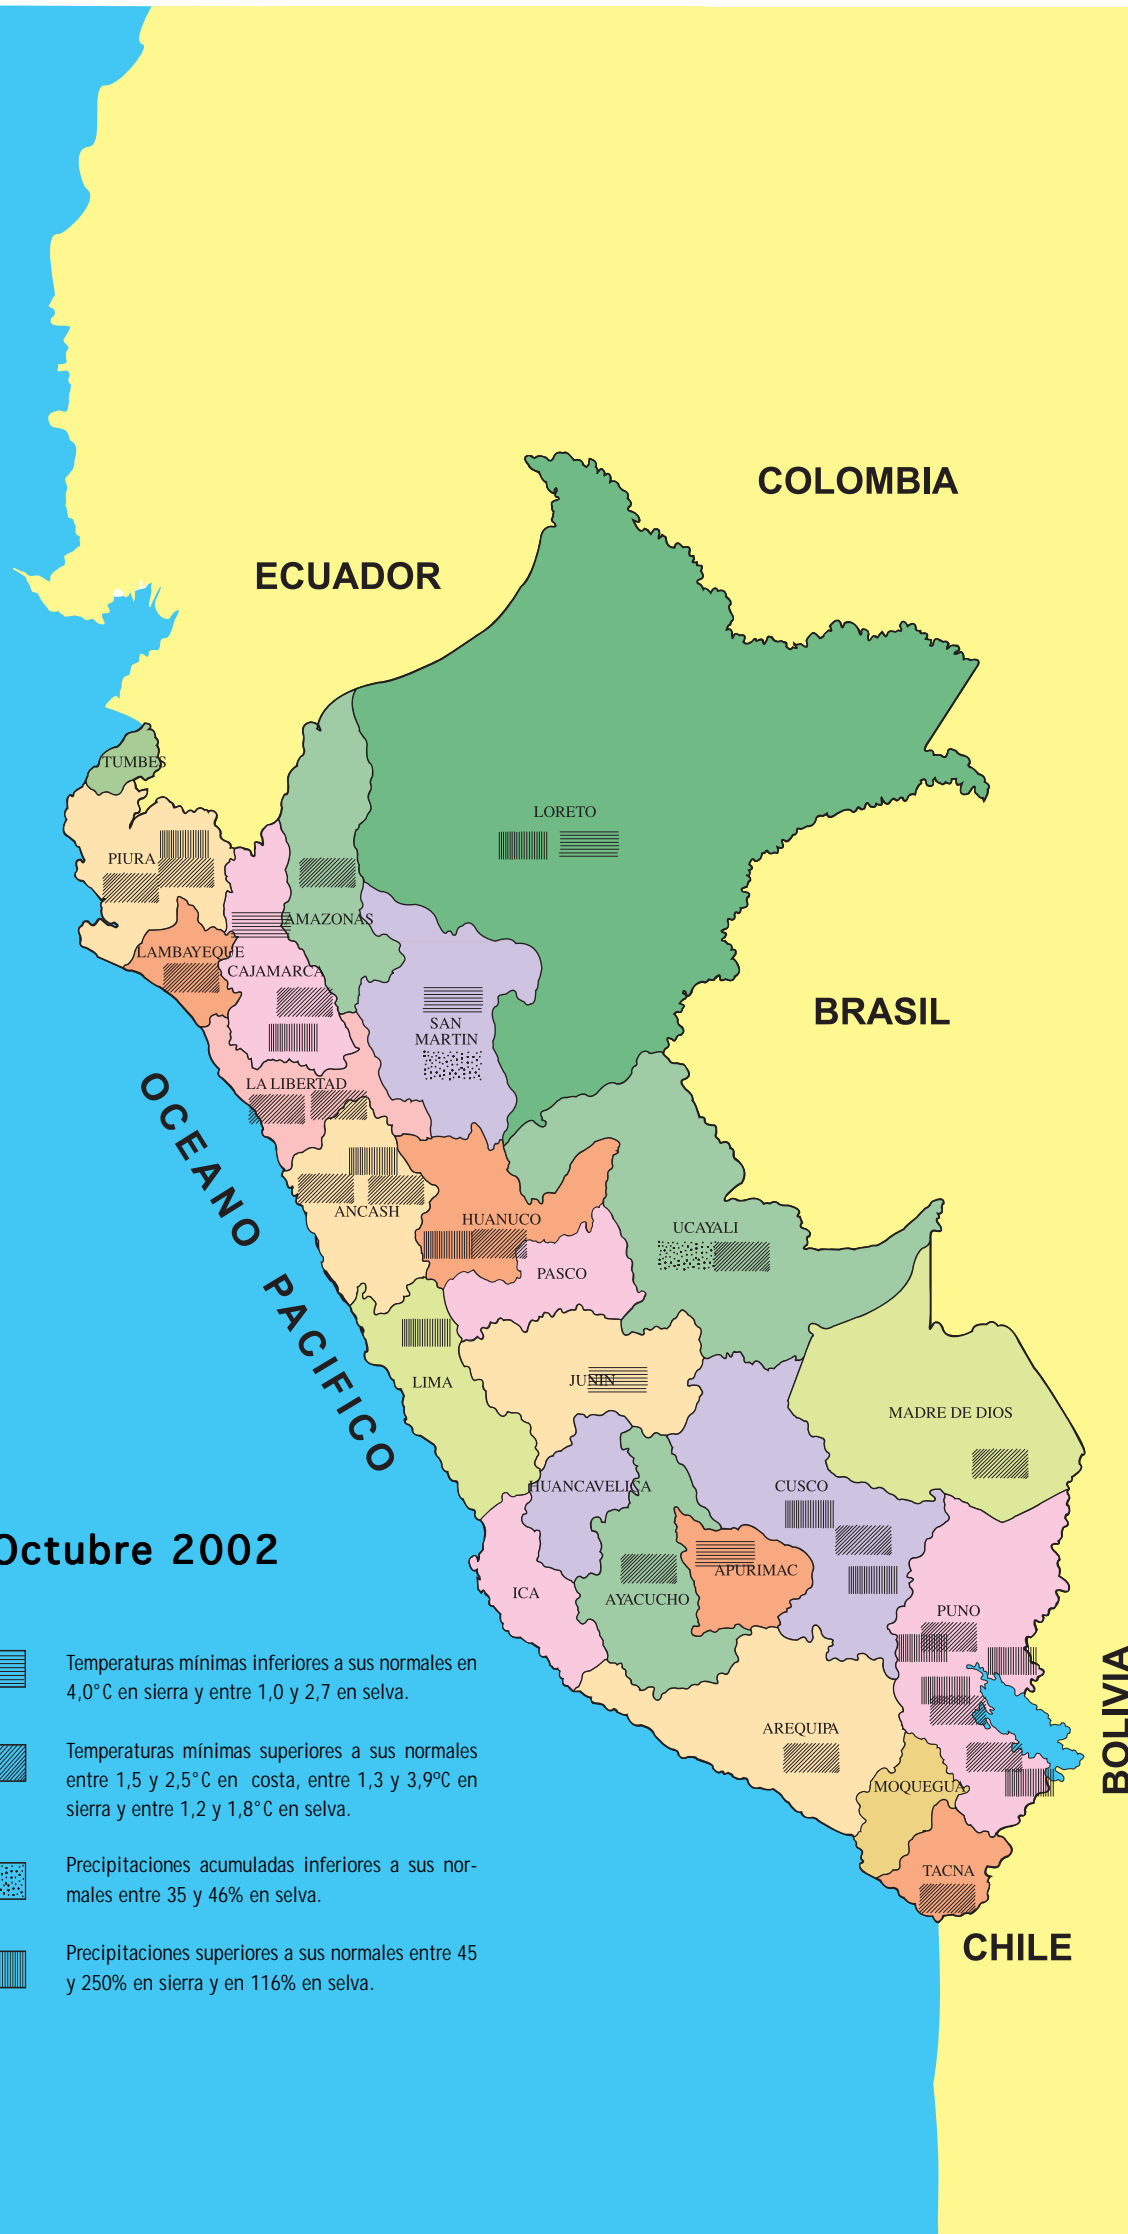 COLOMBIA
ECUADOR
TUMBES
LORETO
PIURA
AMAZONAS
LAMBAYEQUE
CAJAMARCA
BRASIL
SAN
MARTIN
LA LIBERTAD
OCEANO PACIFICO
ANCASH
HUANUCO
UCAYALI
PASCO
LIMA
JUNIN
MADRE DE DIOS
HUANCAVELICA
CUSCO
Octubre 2002
ICA
APURIMAC
AYACUCHO
PUNO
BOLIVIA
AREQUIPA
MOQUEGUA
TACNA
CHILE
Temperaturas mínimas inferiores a sus normales en
4,0°C en sierra y entre 1,0 y 2,7 en selva.
Temperaturas mínimas superiores a sus normales
entre 1,5 y 2,5°C en costa, entre 1,3 y 3,9ºC en
sierra y entre 1,2 y 1,8°C en selva.
Precipitaciones acumuladas inferiores a sus nor-
males entre 35 y 46% en selva.
Precipitaciones superiores a sus normales entre 45
y 250% en sierra y en 116% en selva.